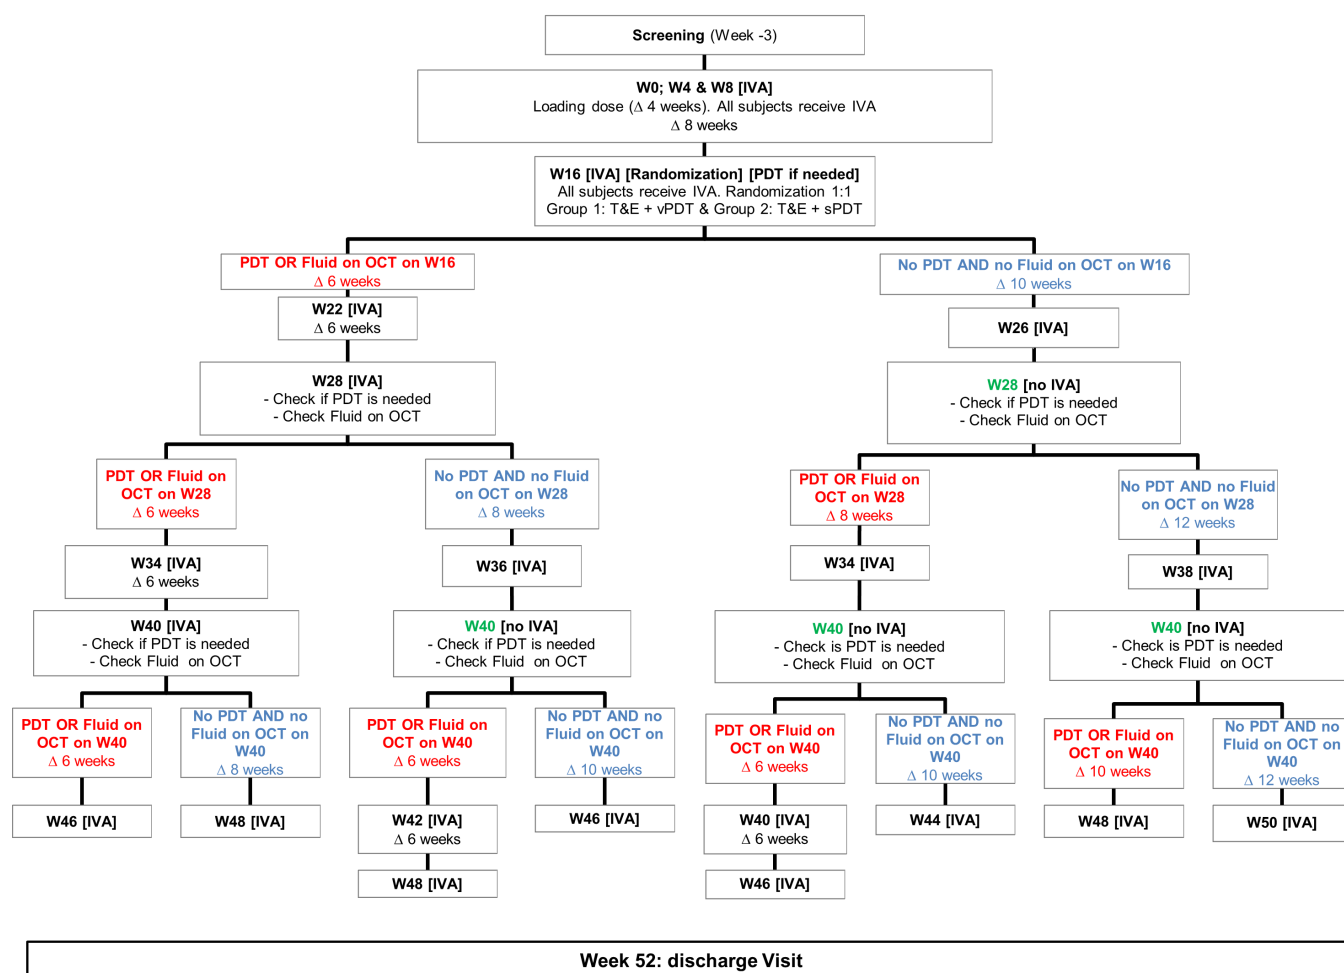 Screening (Week -3)
W0; W4 & W8 [IVA]
Loading dose (Δ 4 weeks). All subjects receive IVA
Δ 8 weeks
W16 [IVA] [Randomization] [PDT if needed]
All subjects receive IVA. Randomization 1:1
Group 1: T&E + vPDT & Group 2: T&E + sPDT
PDT OR Fluid on OCT on W16
Δ 6 weeks
No PDT AND no Fluid on OCT on W16
Δ 10 weeks
W22 [IVA]
Δ 6 weeks
W26 [IVA]
W28 [IVA]
- Check if PDT is needed
- Check Fluid on OCT
W28 [no IVA]
- Check if PDT is needed
- Check Fluid on OCT
PDT OR Fluid on
OCT on W28
Δ 6 weeks
No PDT AND no Fluid
on OCT on W28
Δ 8 weeks
PDT OR Fluid on
OCT on W28
Δ 8 weeks
No PDT AND no Fluid
on OCT on W28
Δ 12 weeks
W34 [IVA]
Δ 6 weeks
W36 [IVA]
W34 [IVA]
W38 [IVA]
W40 [IVA]
- Check if PDT is needed
- Check Fluid on OCT
W40 [no IVA]
- Check if PDT is needed
- Check Fluid on OCT
W40 [no IVA]
- Check is PDT is needed
- Check Fluid on OCT
W40 [no IVA]
- Check is PDT is needed
- Check Fluid on OCT
PDT OR Fluid on
OCT on W40
Δ 6 weeks
No PDT AND no
Fluid on OCT on
W40
Δ 8 weeks
PDT OR Fluid on
OCT on W40
Δ 6 weeks
No PDT AND no
Fluid on OCT on
W40
Δ 10 weeks
PDT OR Fluid on
OCT on W40
Δ 6 weeks
No PDT AND no
Fluid on OCT on
W40
Δ 10 weeks
PDT OR Fluid on
OCT on W40
Δ 10 weeks
No PDT AND no
Fluid on OCT on
W40
Δ 12 weeks
W46 [IVA]
W48 [IVA]
W42 [IVA]
Δ 6 weeks
W48 [IVA]
W46 [IVA]
W40 [IVA]
Δ 6 weeks
W46 [IVA]
W44 [IVA]
W48 [IVA]
W50 [IVA]
Week 52: discharge Visit